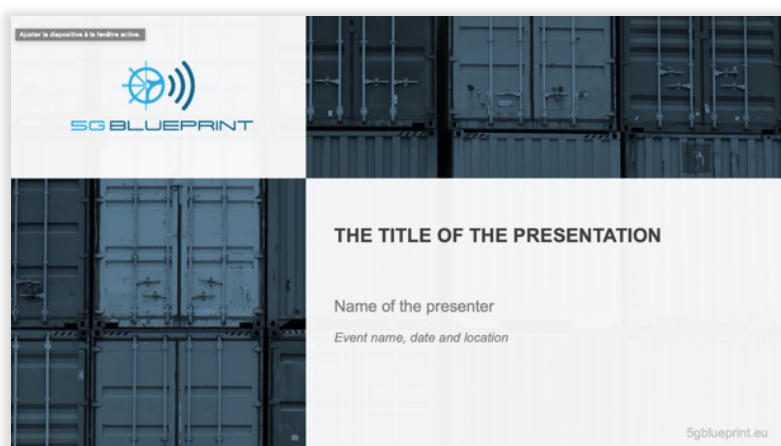 Ajuster la diapositive à la fenêtre active.
5G BLUEPRINT
THE TITLE OF THE PRESENTATION
Name of the presenter
Event name, date and location
5gblueprint.eu